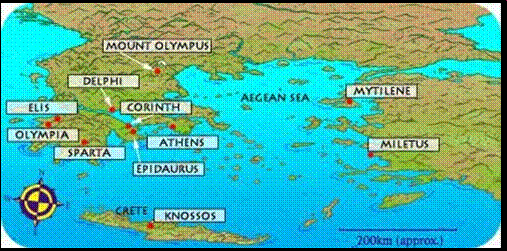 MOUNT OLYMPUS
DELPHI
AEGEAN SEA
MYTILENE
ELIS
CORINTH
OLYMPIA
ATHENS
MILETUS
SPARTA
EPIDAURUS
CRETE
KNOSSOS
200km (approx.)